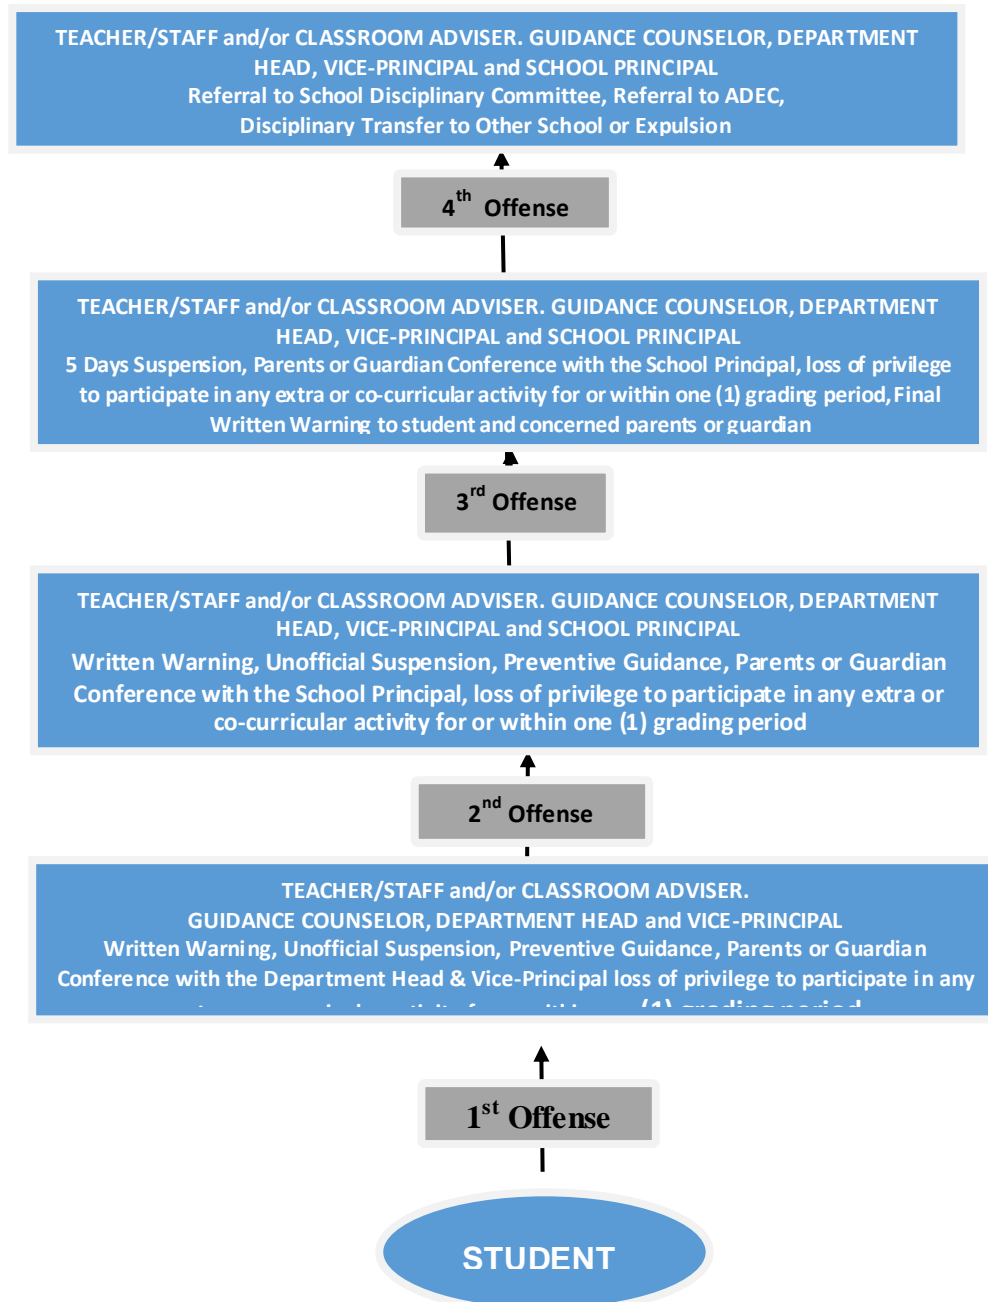 TEACHER/STAFF and/or CLASSROOM ADVISER. GUIDANCE COUNSELOR, DEPARTMENT
HEAD, VICE-PRINCIPAL and SCHOOL PRINCIPAL
Referral to School Disciplinary Committee, Referral to ADEC,
Disciplinary Transfer to Other School or Expulsion
4th Offense
TEACHER/STAFF and/or CLASSROOM ADVISER. GUIDANCE COUNSELOR, DEPARTMENT
HEAD, VICE-PRINCIPAL and SCHOOL PRINCIPAL
5 Days Suspension, Parents or Guardian Conference with the School Principal, loss of privilege
to participate in any extra or co-curricular activity for or within one (1) grading period, Final
Written Warning to student and concerned parents or guardian
3rd Offense
TEACHER/STAFF and/or CLASSROOM ADVISER. GUIDANCE COUNSELOR, DEPARTMENT
HEAD, VICE-PRINCIPAL and SCHOOL PRINCIPAL
Written Warning, Unofficial Suspension, Preventive Guidance, Parents or Guardian
Conference with the School Principal, loss of privilege to participate in any extra or
co-curricular activity for or within one (1) grading period
2nd Offense
TEACHER/STAFF and/or CLASSROOM ADVISER.
GUIDANCE COUNSELOR, DEPARTMENT HEAD and VICE-PRINCIPAL
Written Warning, Unofficial Suspension, Preventive Guidance, Parents or Guardian
Conference with the Department Head & Vice-Principal loss of privilege to participate in any
(1) grading period
1st Offense
STUDENT